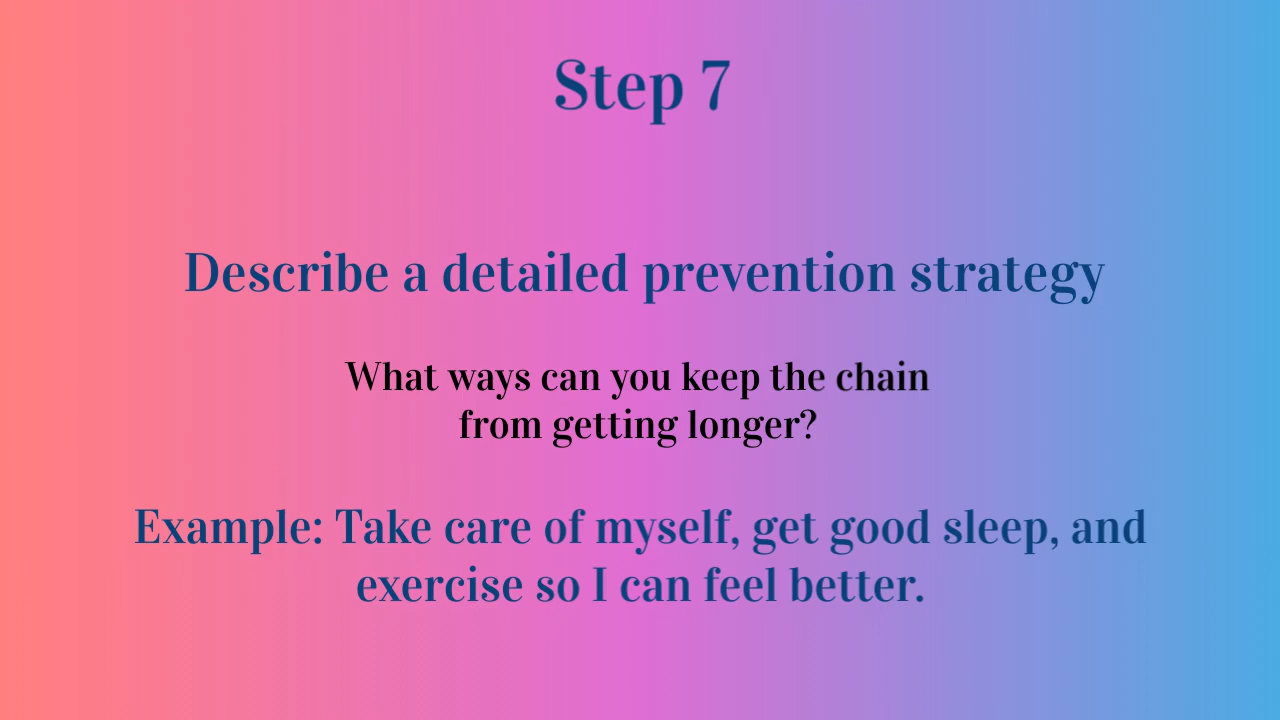 Step 7
Describe a detailed prevention strategy
What ways can you keep the chain
from getting longer?
Example: Take care of myself, get good sleep, and
exercise so I can feel better.